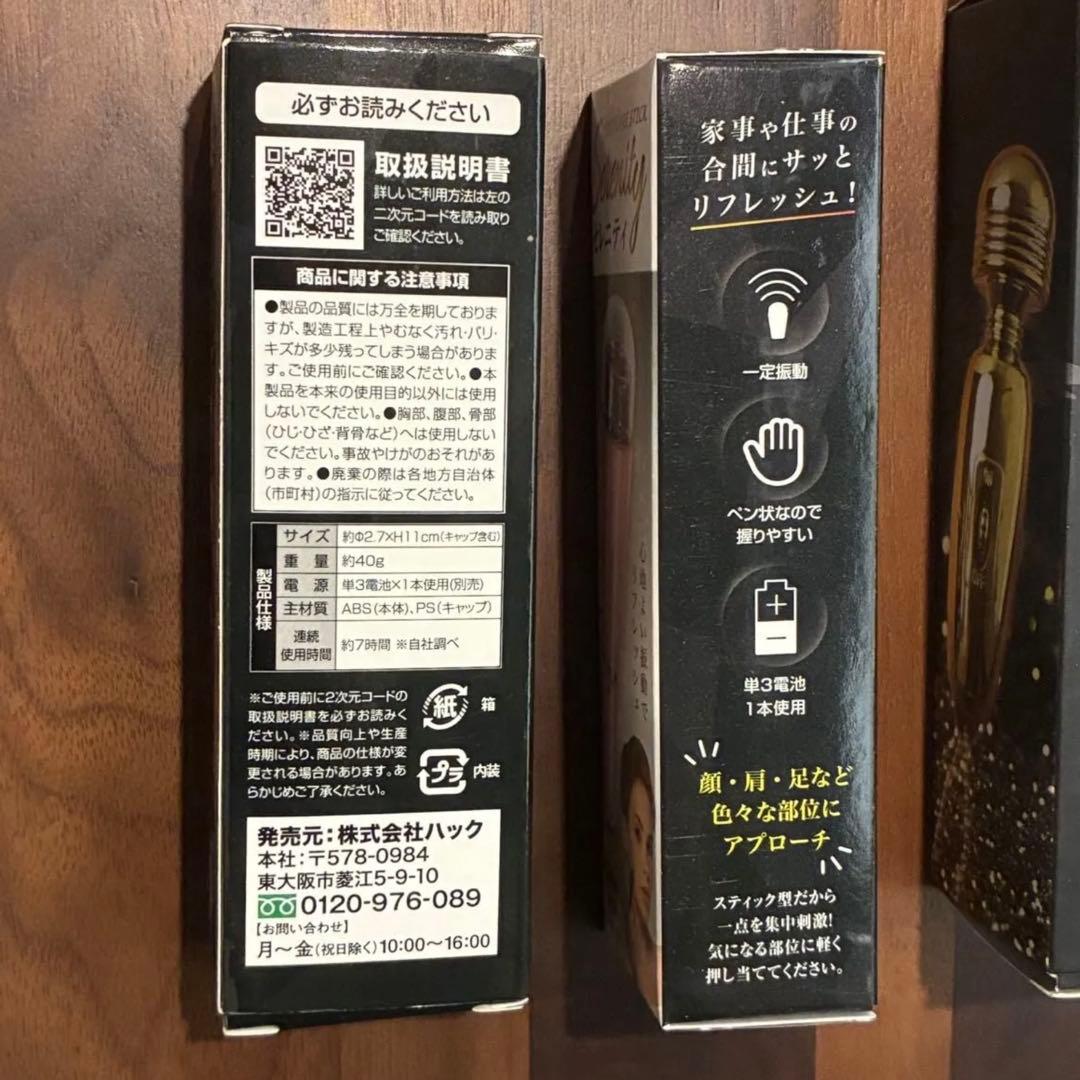 必ずお読みください
取扱説明書
詳しいご利用方法は左の
二次元コードを読み取り
ご確認ください。
商品に関する注意事項
●製品の品質には万全を期しておりま
すが、製造工程上やむなく汚れ・バリ・
キズが多少残ってしまう場合がありま
す。ご使用前にご確認ください。●本
製品を本来の使用目的以外には使用
しないでください。●胸部、腹部、骨部
(ひじ・ひざ・背骨など)へは使用しない
でください。事故やけがのおそれがあ
ります。●廃棄の際は各地方自治体
(市町村)の指示に従ってください。
製品仕様
サイズ 約Φ2.7×H11cm(キャップ含む)
重量 約40g
電源 単3電池×1本使用(別売)
主材質 ABS(本体)、PS(キャップ)
連続
使用時間 約7時間 ※自社調べ
※ご使用前に2次元コードの
取扱説明書を必ずお読みく
ださい。※品質向上や生産
時期により、商品の仕様が変
更される場合があります。あ
らかじめご了承ください。
紙 箱
プラ 内装
発売元:株式会社ハック
本社:〒578-0984
東大阪市菱江5-9-10
0120-976-089
【お問い合わせ】
月〜金(祝日除く)10:00〜16:00
STICK
セレニティ
心地よい振動で
リフレッシュ
家事や仕事の
合間にサッと
リフレッシュ!
一定振動
ペン状なので
握りやすい
単3電池
1本使用
顔・肩・足など
色々な部位に
アプローチ
スティック型だから
一点を集中刺激!
気になる部位に軽く
押し当ててください。